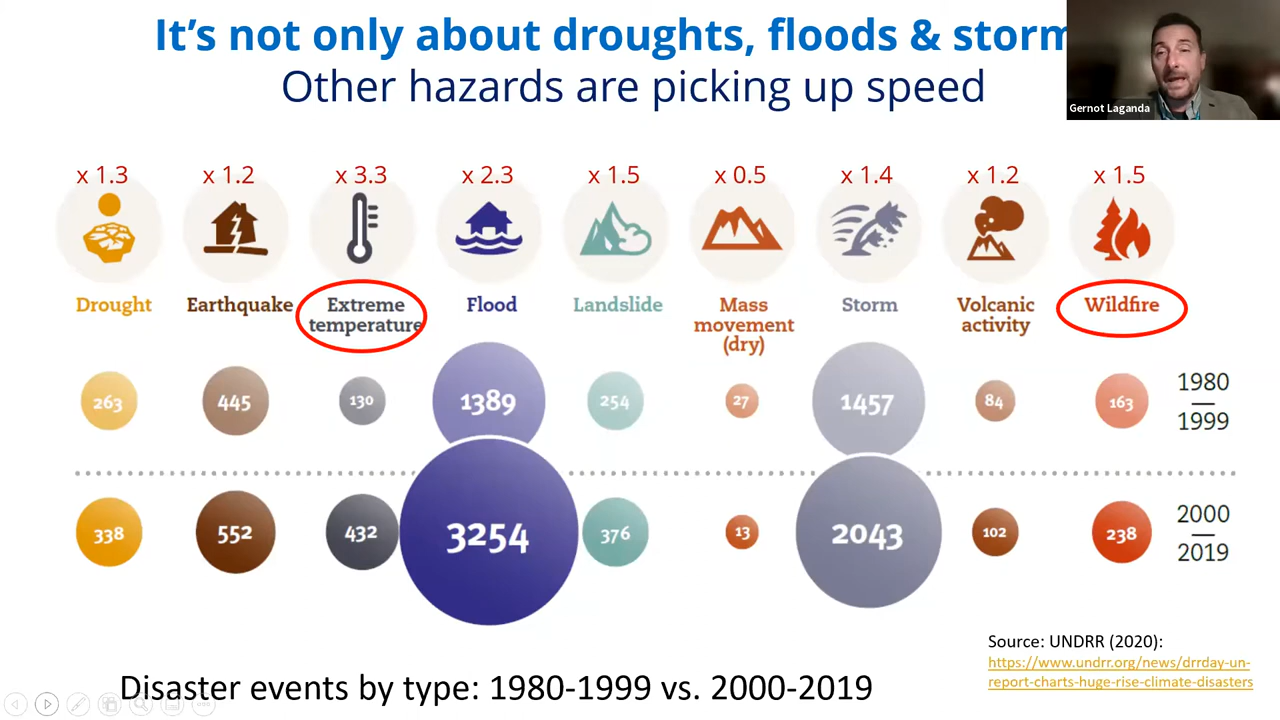 It's not only about droughts, floods & storm
Other hazards are picking up speed
Gernot Laganda
x 1.3 x 1.2 x 3.3 x 2.3 x 1.5 x 0.5 x 1.4 x 1.2 x 1.5
Drought Earthquake Extreme Flood Landslide Mass Storm Volcanic Wildfire
temperature movement activity
(dry)
1980
263 445 130 1389 254 27 1457 84 163
1999
2000
338 552 432 3254 376 13 2043 102 238
2019
Source: UNDRR (2020):
https://www.undrr.org/news/drrday-un-
report-charts-huge-rise-climate-disasters
Disaster events by type: 1980-1999 vs. 2000-2019